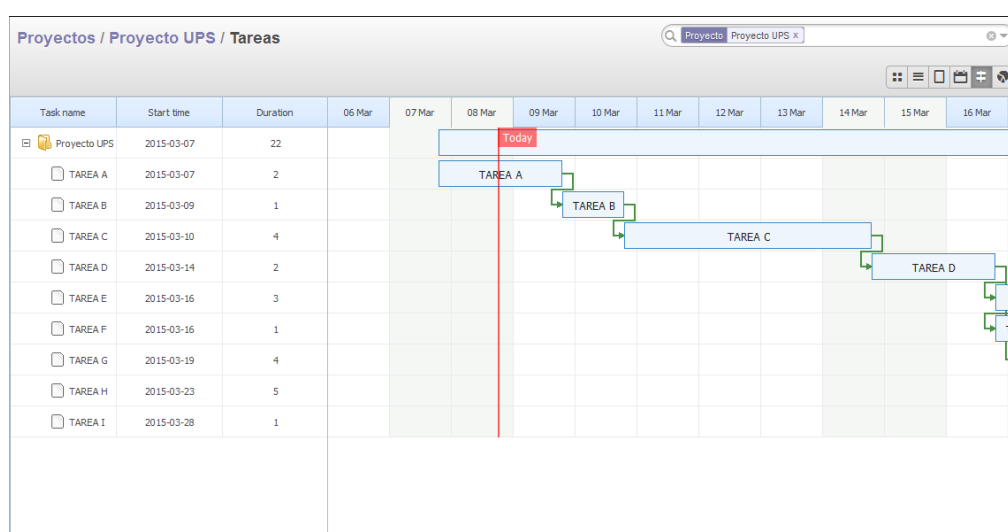 Proyectos / Proyecto UPS / Tareas
Proyecto Proyecto UPS x
Task name Start time Duration 06 Mar 07 Mar 08 Mar 09 Mar 10 Mar 11 Mar 12 Mar 13 Mar 14 Mar 15 Mar 16 Mar
Proyecto UPS 2015-03-07 22 Today
TAREA A 2015-03-07 2 TAREA A
TAREA B 2015-03-09 1 TAREA B
TAREA C 2015-03-10 4 TAREA C
TAREA D 2015-03-14 2 TAREA D
TAREA E 2015-03-16 3
TAREA F 2015-03-16 1
TAREA G 2015-03-19 4
TAREA H 2015-03-23 5
TAREA I 2015-03-28 1